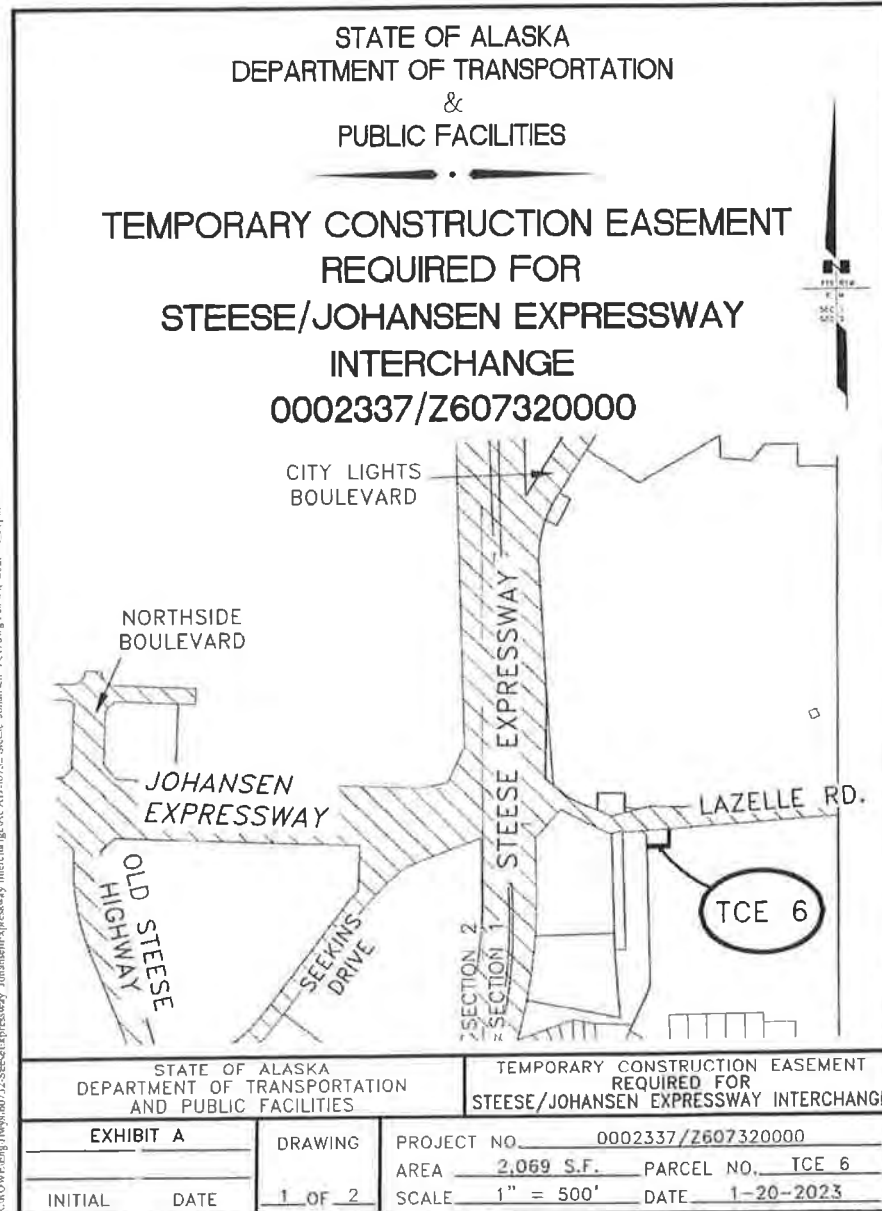 STATE OF ALASKA
DEPARTMENT OF TRANSPORTATION
&
PUBLIC FACILITIES
TEMPORARY CONSTRUCTION EASEMENT
REQUIRED FOR
STEESE/JOHANSEN EXPRESSWAY
INTERCHANGE
0002337/Z607320000
CITY LIGHTS
BOULEVARD
NORTHSIDE
BOULEVARD
STEESE EXPRESSWAY
JOHANSEN
EXPRESSWAY
LAZELLE RD.
OLD STEESE
HIGHWAY
SEEKINS
DRIVE
SECTION 2
SECTION 1
TCE 6
STATE OF ALASKA
DEPARTMENT OF TRANSPORTATION
AND PUBLIC FACILITIES
TEMPORARY CONSTRUCTION EASEMENT
REQUIRED FOR
STEESE/JOHANSEN EXPRESSWAY INTERCHANGE
EXHIBIT A
INITIAL DATE
DRAWING
1 OF 2
PROJECT NO. 0002337/Z607320000
AREA 2,069 S.F. PARCEL NO. TCE 6
SCALE 1" = 500' DATE 1-20-2023